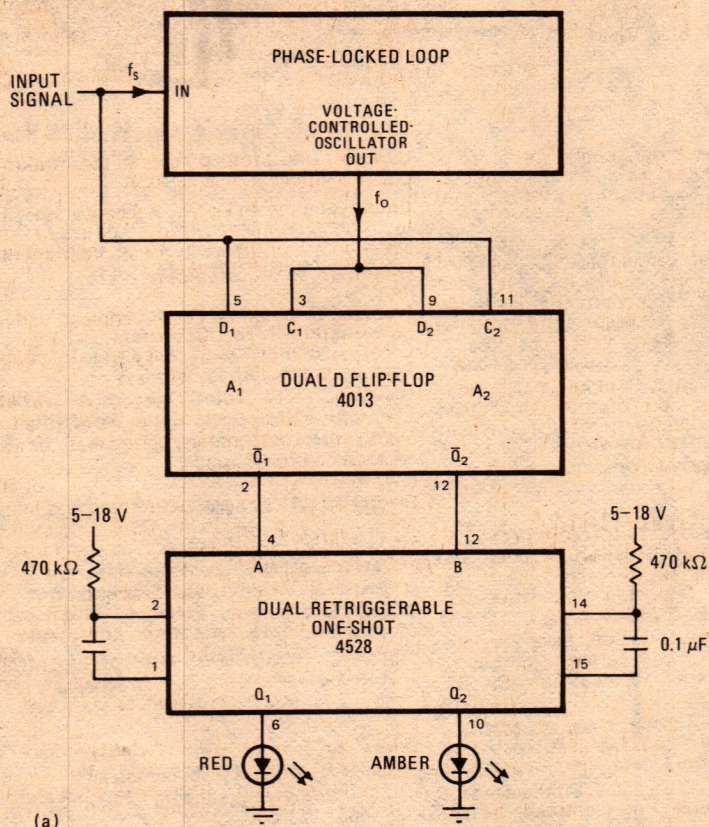 PHASE-LOCKED LOOP
INPUT
SIGNAL
fs
IN
VOLTAGE-
CONTROLLED-
OSCILLATOR
OUT
fo
5 3 9 11
D1 C1 D2 C2
A1 DUAL D FLIP-FLOP A2
4013
Q̅1 Q̅2
2 12
5–18 V 5–18 V
4 12
470 kΩ A B 470 kΩ
2 DUAL RETRIGGERABLE 14
ONE-SHOT
4528 0.1 μF
1 15
Q1 Q2
6 10
RED AMBER
(a)